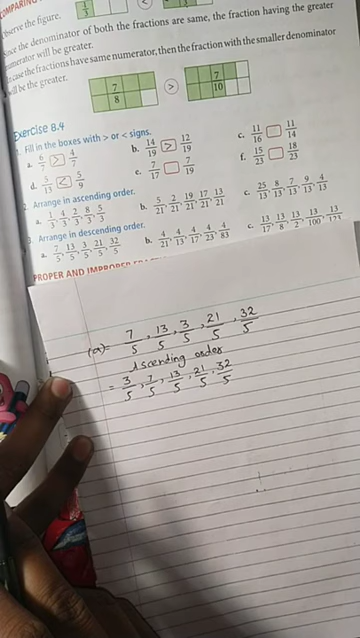 COMPARING
1/3 <
Observe the figure.
Since the denominator of both the fractions are same, the fraction having the greater
numerator will be greater.
In case the fractions have same numerator, then the fraction with the smaller denominator
will be the greater.
7/8 > 7/10
Exercise 8.4
1. Fill in the boxes with > or < signs.
a. 6/7 > 4/7 b. 14/19 > 12/19 c. 11/16 □ 11/14
d. 5/13 < 5/9 e. 7/17 □ 7/19 f. 15/23 □ 18/23
2. Arrange in ascending order.
a. 1/3, 4/3, 2/3, 8/3, 5/3 b. 5/21, 2/21, 19/21, 17/21, 13/21 c. 25/13, 8/13, 7/13, 9/13, 4/13
3. Arrange in descending order.
a. 7/5, 13/5, 3/5, 21/5, 32/5 b. 4/21, 4/13, 4/17, 4/23, 4/83 c. 13/17, 13/8, 13/2, 13/100, 13/121
PROPER AND IMPROPER
(a)= 7/5, 13/5, 3/5, 21/5, 32/5
Ascending order
= 3/5, 7/5, 13/5, 21/5, 32/5